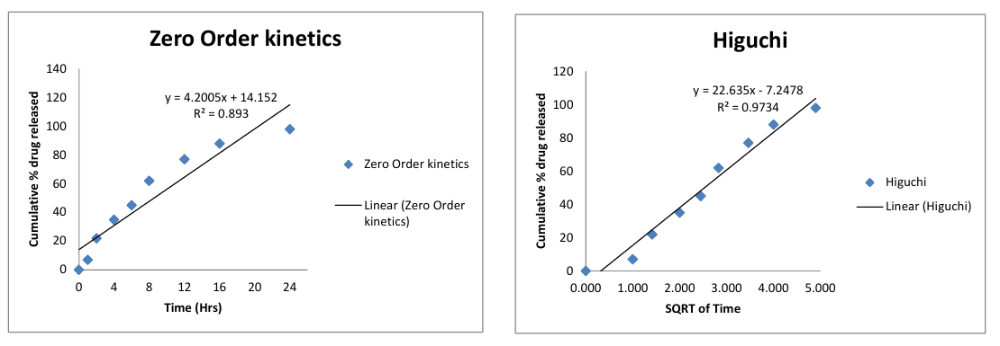 Zero Order kinetics
140
120
100
80
60
40
20
0
Cumulative % drug released
y = 4.2005x + 14.152
R² = 0.893
0 4 8 12 16 20 24
Time (Hrs)
Zero Order kinetics
Linear (Zero Order
kinetics)
Higuchi
120
100
80
60
40
20
0
Cumulative % drug released
y = 22.635x - 7.2478
R² = 0.9734
0.000 1.000 2.000 3.000 4.000 5.000
SQRT of Time
Higuchi
Linear (Higuchi)